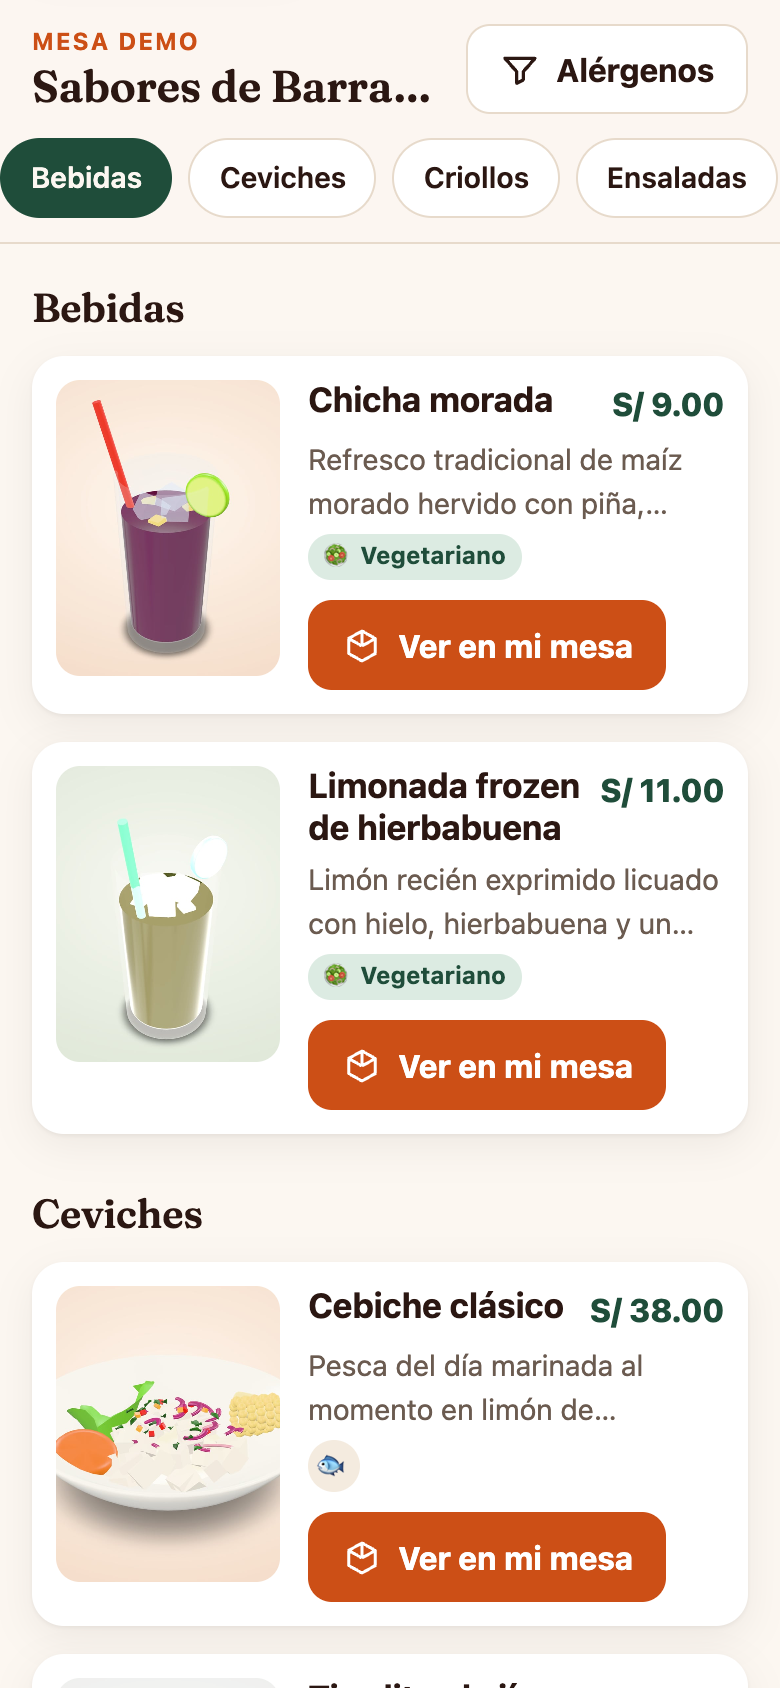 MESA DEMO
Sabores de Barra...
Alérgenos
Bebidas
Ceviches
Criollos
Ensaladas
Bebidas
Chicha morada
S/ 9.00
Refresco tradicional de maíz
morado hervido con piña,...
Vegetariano
Ver en mi mesa
Limonada frozen
de hierbabuena
S/ 11.00
Limón recién exprimido licuado
con hielo, hierbabuena y un...
Vegetariano
Ver en mi mesa
Ceviches
Cebiche clásico
S/ 38.00
Pesca del día marinada al
momento en limón de...
Ver en mi mesa